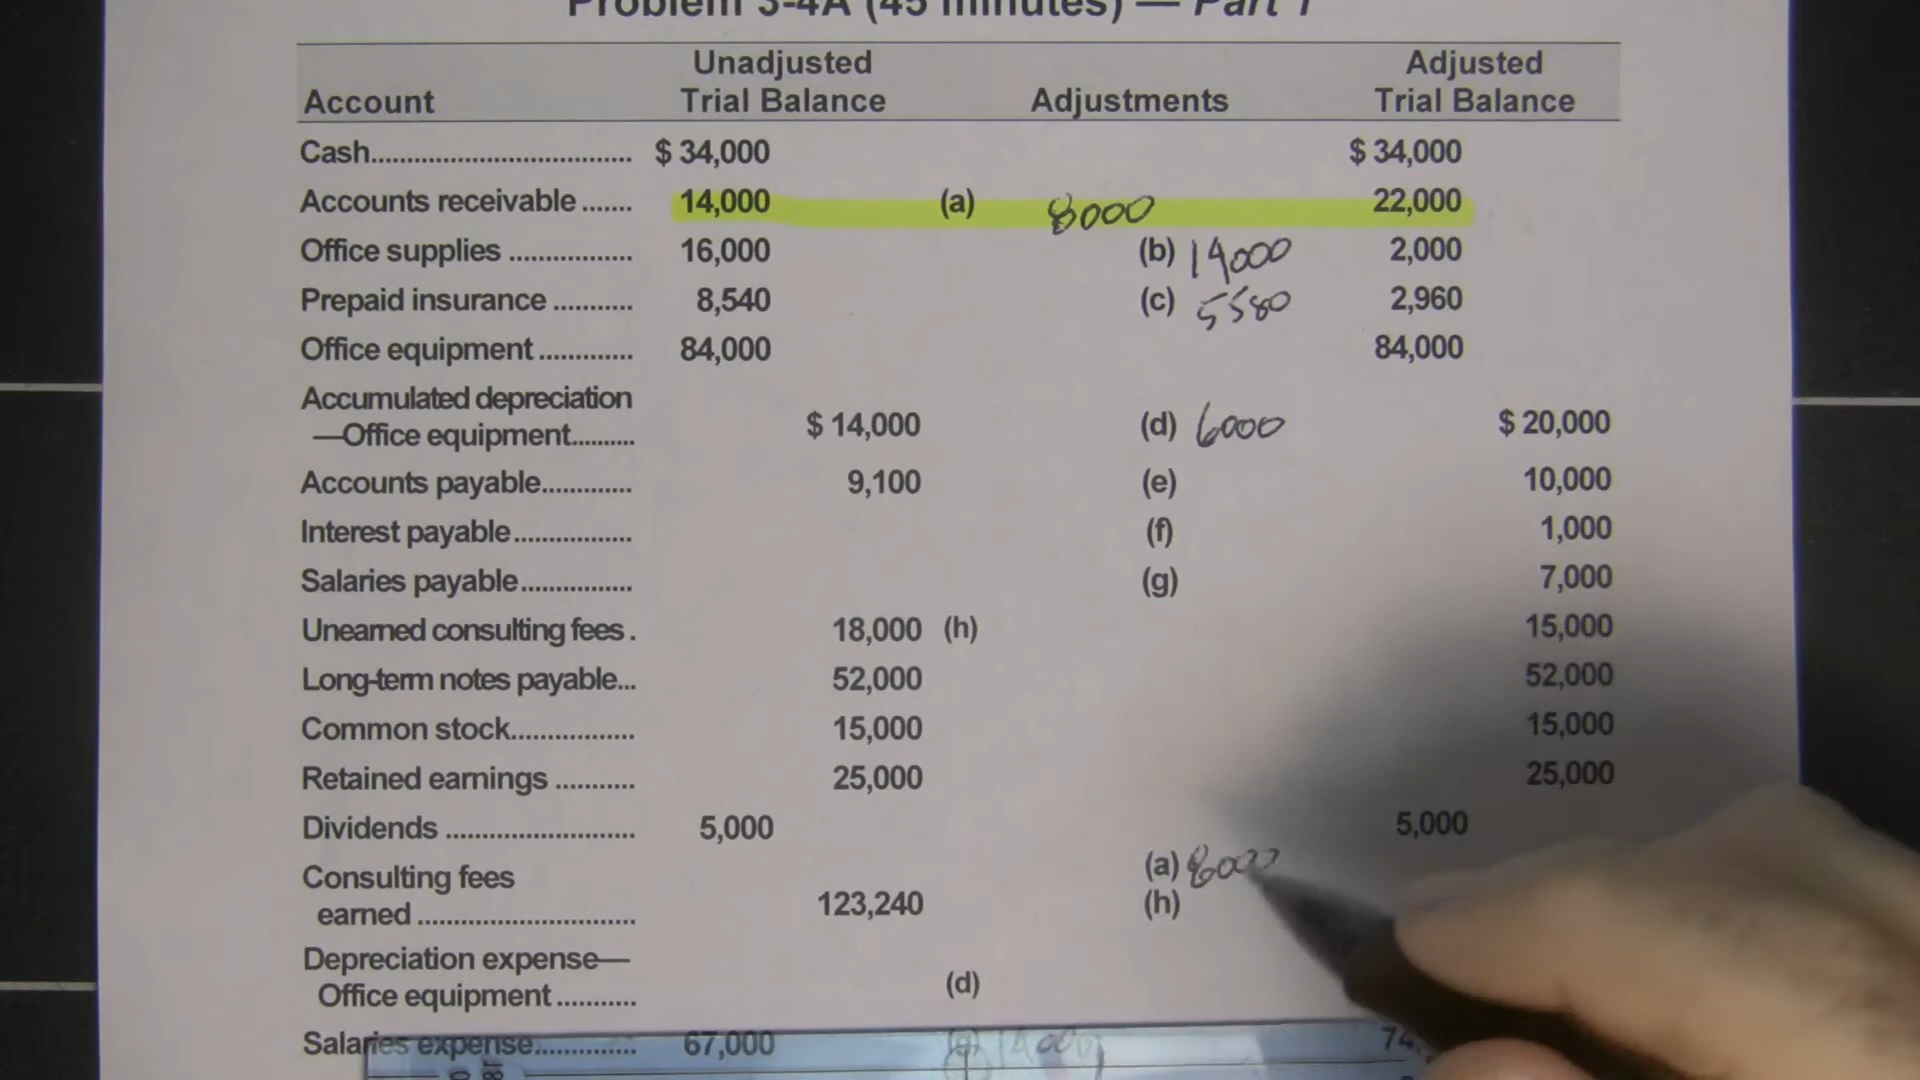 Problem 3-4A (45 minutes) — Part 1
Unadjusted Adjusted
Account Trial Balance Adjustments Trial Balance
Cash................................... $ 34,000 $ 34,000
Accounts receivable ....... 14,000 (a) 8000 22,000
Office supplies ................. 16,000 (b) 14000 2,000
Prepaid insurance ........... 8,540 (c) 5580 2,960
Office equipment ............. 84,000 84,000
Accumulated depreciation
—Office equipment.......... $ 14,000 (d) 6000 $ 20,000
Accounts payable............. 9,100 (e) 10,000
Interest payable................ (f) 1,000
Salaries payable............... (g) 7,000
Unearned consulting fees . 18,000 (h) 15,000
Long-term notes payable... 52,000 52,000
Common stock................. 15,000 15,000
Retained earnings ........... 25,000 25,000
Dividends .......................... 5,000 5,000
Consulting fees (a) 8000
earned .............................. 123,240 (h)
Depreciation expense—
Office equipment ........... (d)
Salaries expense............. 67,000 74,